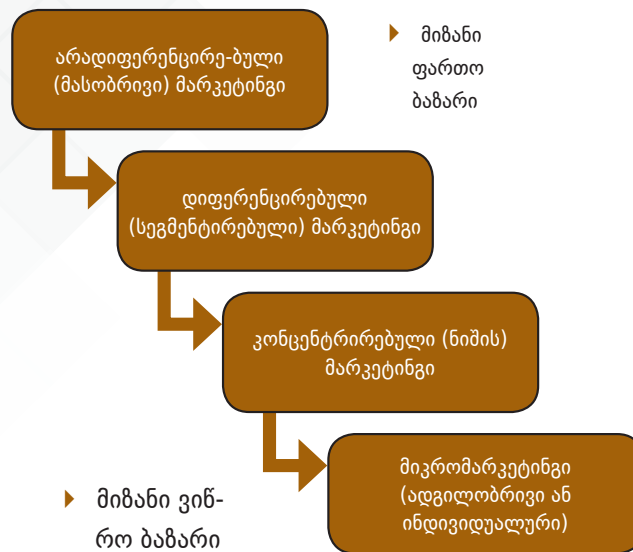 არადიფერენცირე-ბული
(მასობრივი) მარკეტინგი
მიზანი
ფართო
ბაზარი
დიფერენცირებული
(სეგმენტირებული) მარკეტინგი
კონცენტრირებული (ნიშის)
მარკეტინგი
მიკრომარკეტინგი
(ადგილობრივი ან
ინდივიდუალური)
მიზანი ვიწ-
რო ბაზარი